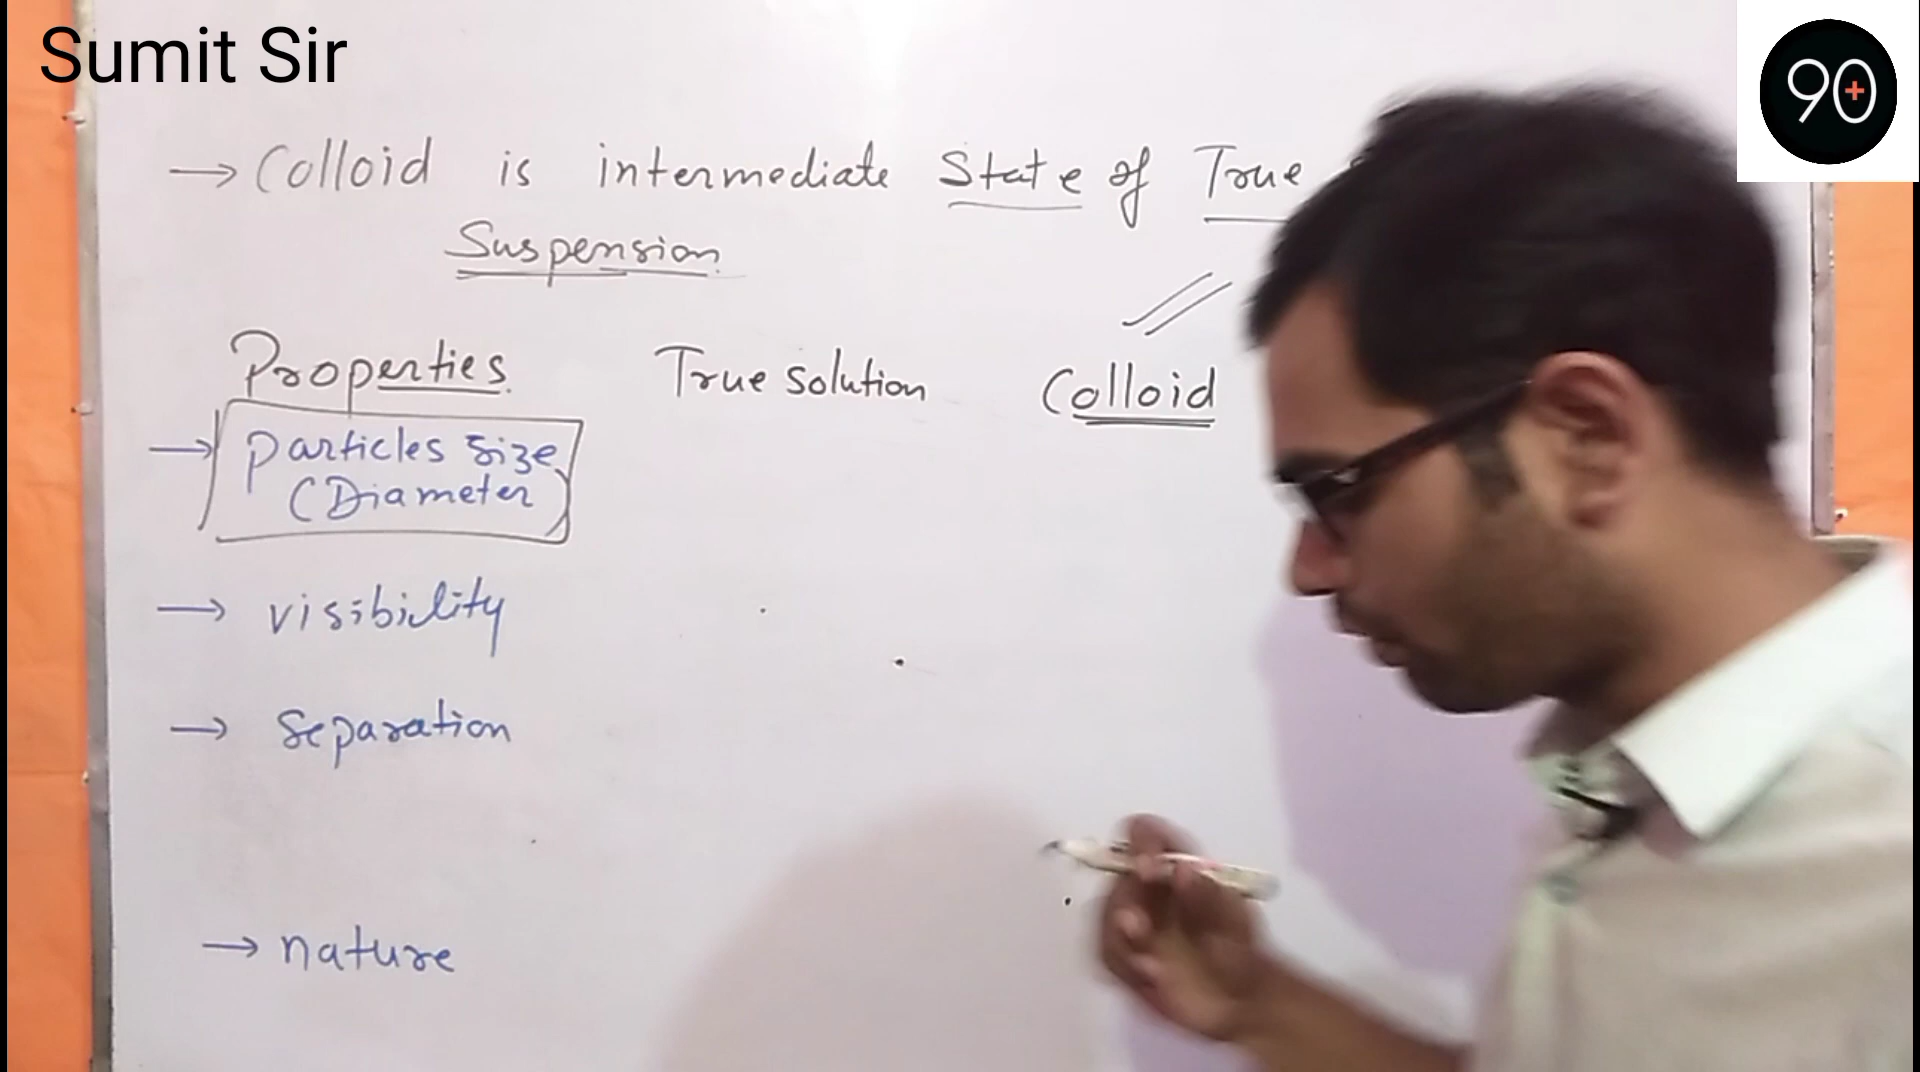 Sumit Sir
90+
→ Colloid is intermediate State of True
Suspension.
Properties. True solution Colloid
→ particles size
(Diameter)
→ visibility
→ separation
→ nature